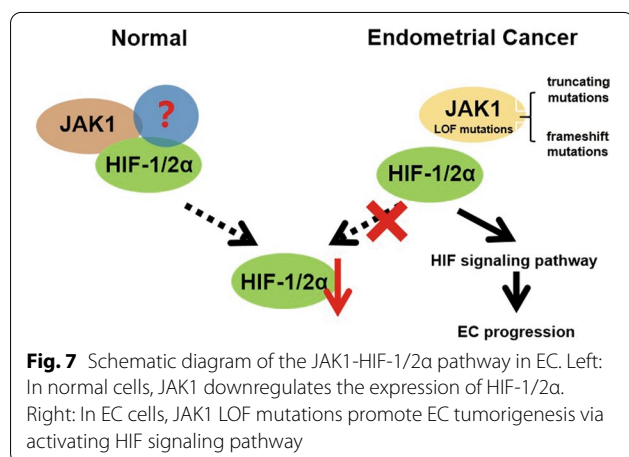 Normal
Endometrial Cancer
?
JAK1
HIF-1/2α
JAK1
LOF mutations
truncating
mutations
frameshift
mutations
HIF-1/2α
HIF-1/2α
HIF signaling pathway
EC progression
Fig. 7 Schematic diagram of the JAK1-HIF-1/2α pathway in EC. Left:
In normal cells, JAK1 downregulates the expression of HIF-1/2α.
Right: In EC cells, JAK1 LOF mutations promote EC tumorigenesis via
activating HIF signaling pathway